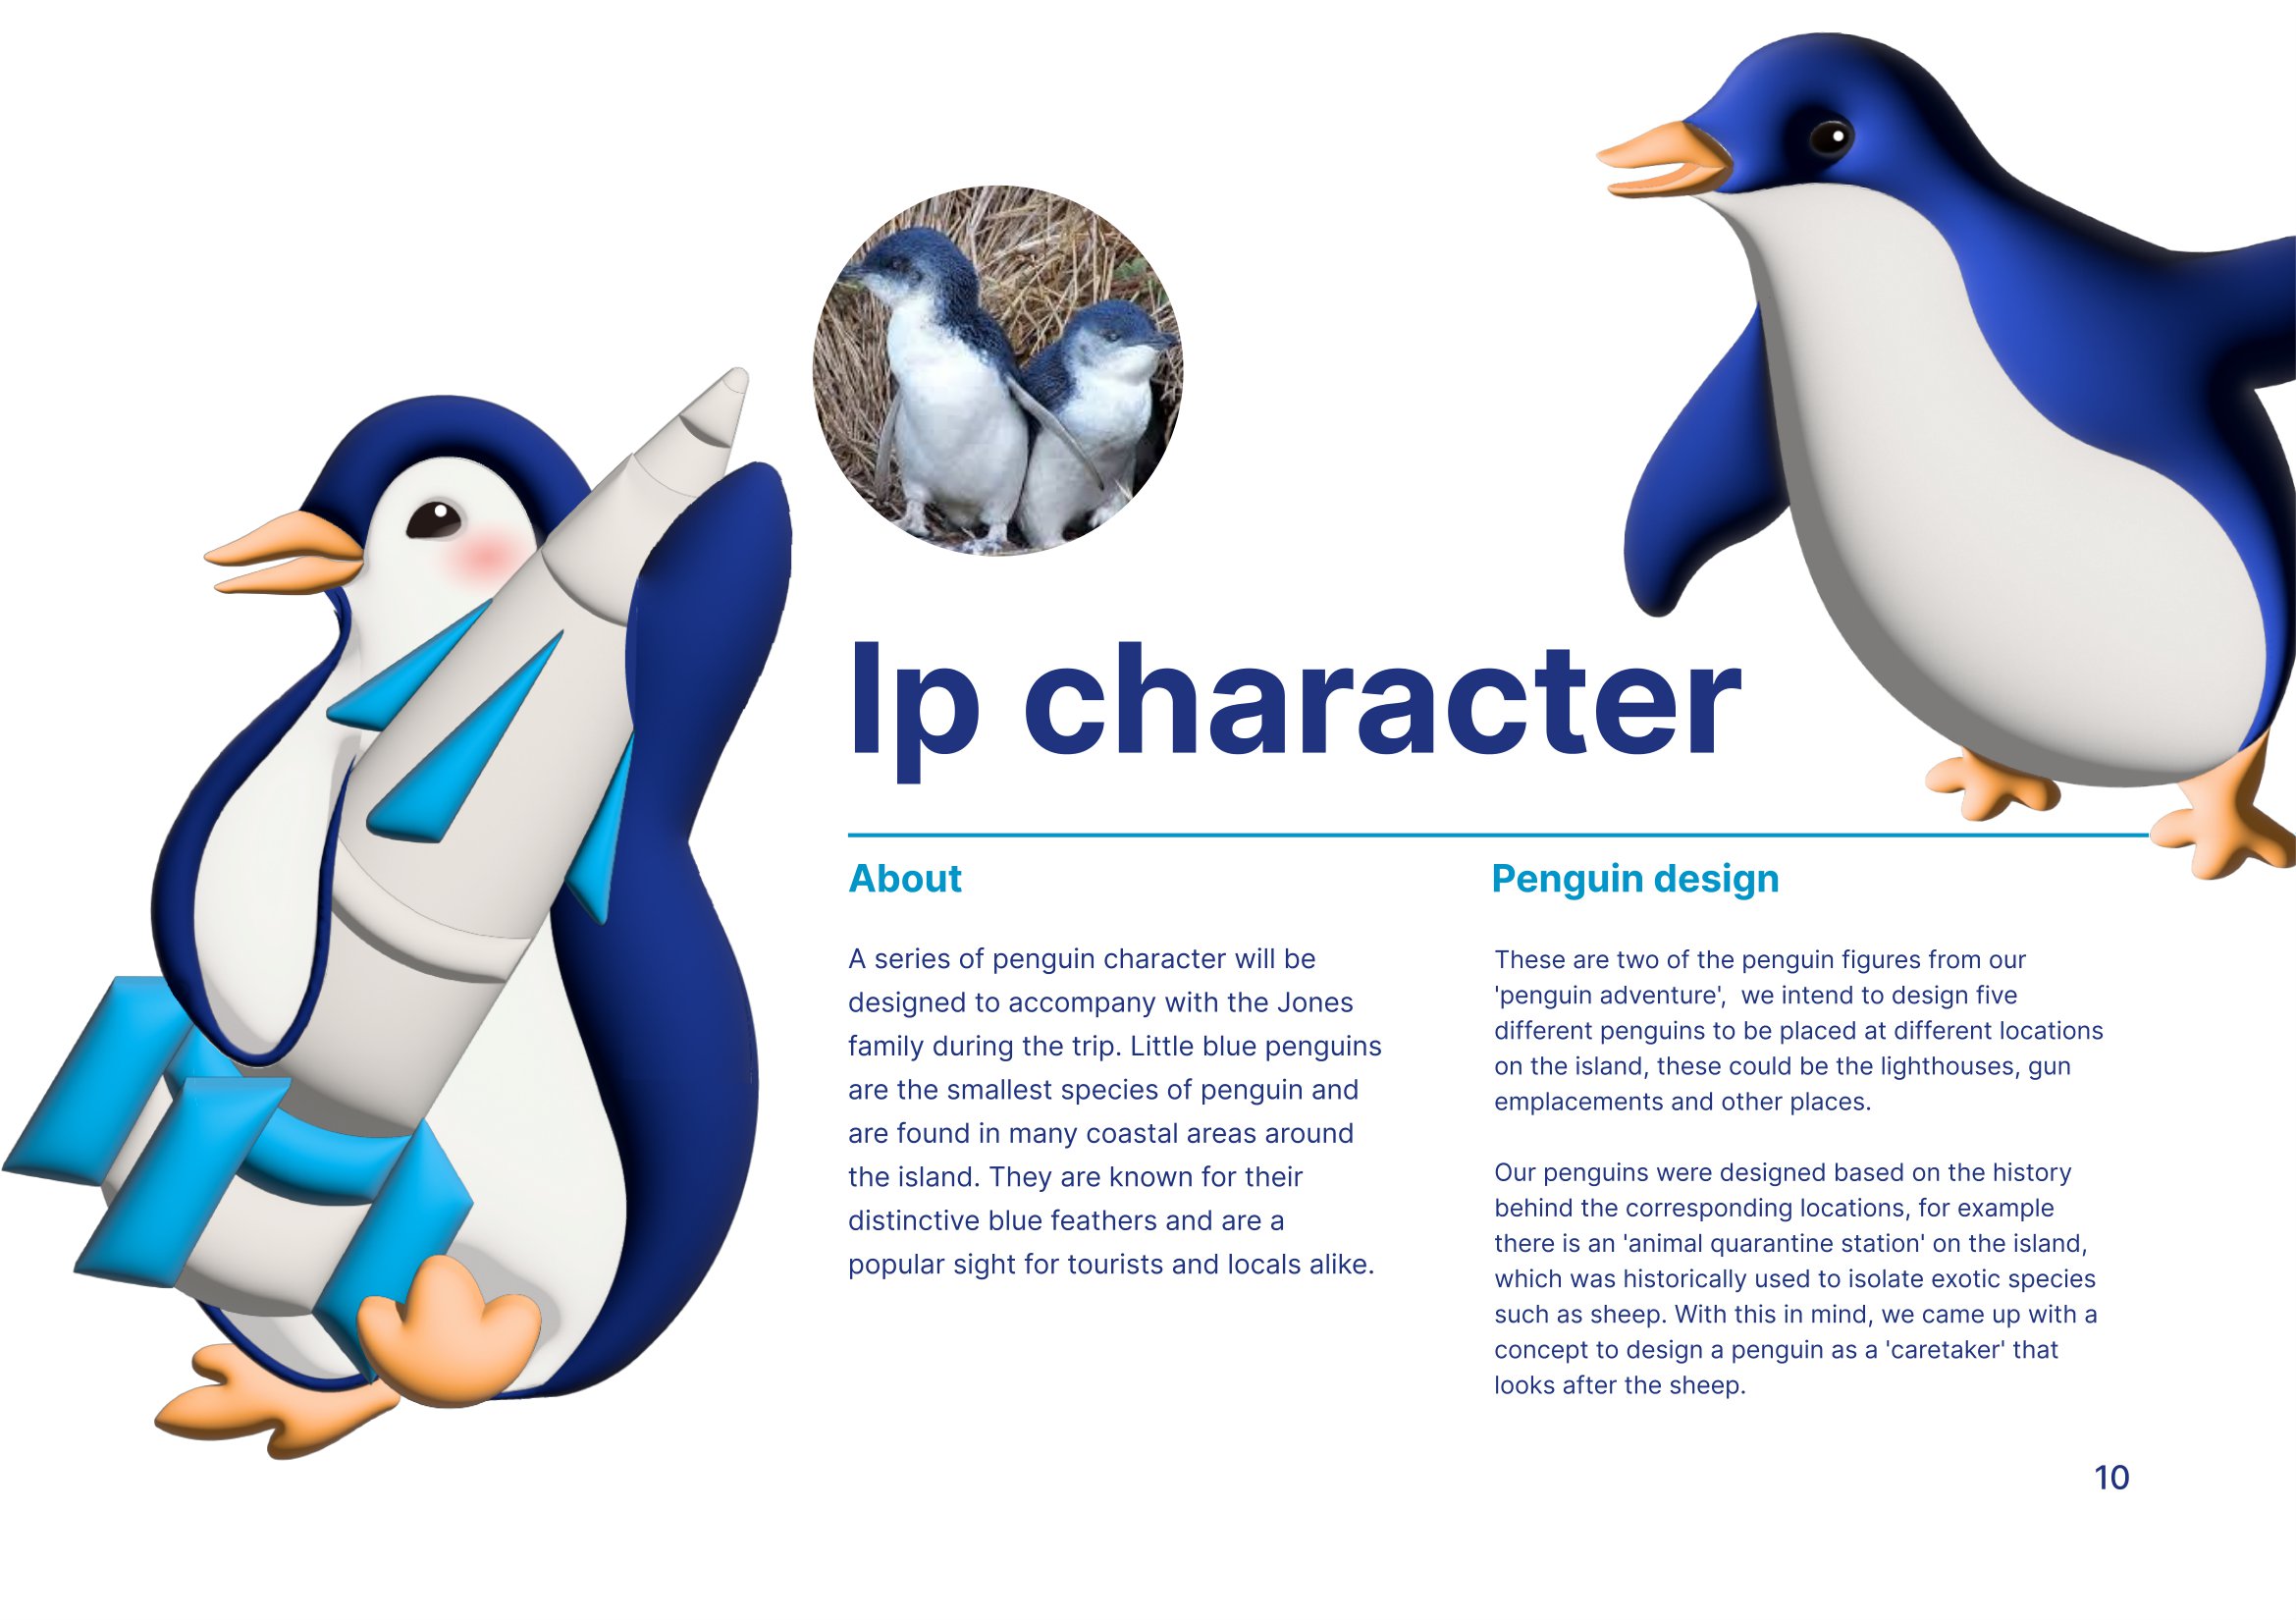 Ip character
About
A series of penguin character will be
designed to accompany with the Jones
family during the trip. Little blue penguins
are the smallest species of penguin and
are found in many coastal areas around
the island. They are known for their
distinctive blue feathers and are a
popular sight for tourists and locals alike.
Penguin design
These are two of the penguin figures from our
'penguin adventure',  we intend to design five
different penguins to be placed at different locations
on the island, these could be the lighthouses, gun
emplacements and other places.
Our penguins were designed based on the history
behind the corresponding locations, for example
there is an 'animal quarantine station' on the island,
which was historically used to isolate exotic species
such as sheep. With this in mind, we came up with a
concept to design a penguin as a 'caretaker' that
looks after the sheep.
10